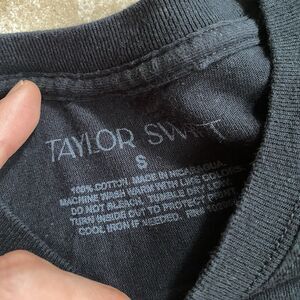 TAYLOR SWIFT
S
100% COTTON. MADE IN NICARAGUA.
MACHINE WASH WARM WITH LIKE COLORS.
DO NOT BLEACH. TUMBLE DRY LOW.
TURN INSIDE OUT TO PROTECT PRINT.
COOL IRON IF NEEDED. RN#